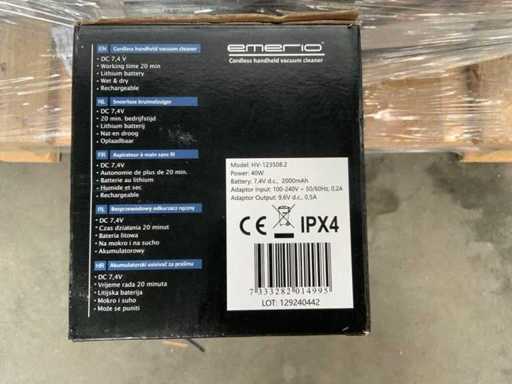 EN Cordless handheld vacuum cleaner
• DC 7,4 V
• Working time 20 min
• Lithium battery
• Wet & dry
• Rechargeable
NL Snoerloze kruimelzuiger
• DC 7,4V
• 20 min. bedrijfstijd
• Lithium batterij
• Nat en droog
• Oplaadbaar
FR Aspirateur à main sans fil
• DC 7,4V
• Autonomie de plus de 20 min.
• Batterie au lithium
• Humide et sec.
• Rechargeable
PL Bezprzewodowy odkurzacz ręczny
• DC 7,4V
• Czas działania 20 minut
• Bateria litowa
• Na mokro i na sucho
• Akumulatorowy
HR Akumulatorski usisivač za prašinu
• DC 7,4V
• Vrijeme rada 20 minuta
• Litijska baterija
• Mokro i suho
• Može se puniti
emerio
Cordless handheld vacuum cleaner
Model: HV-123508.2
Power: 40W
Battery: 7,4V d.c., 2000mAh
Adaptor Input: 100-240V ~ 50/60Hz, 0.2A
Adaptor Output: 9,6V d.c., 0.5A
CE IPX4
7 333282 014995
LOT: 129240442